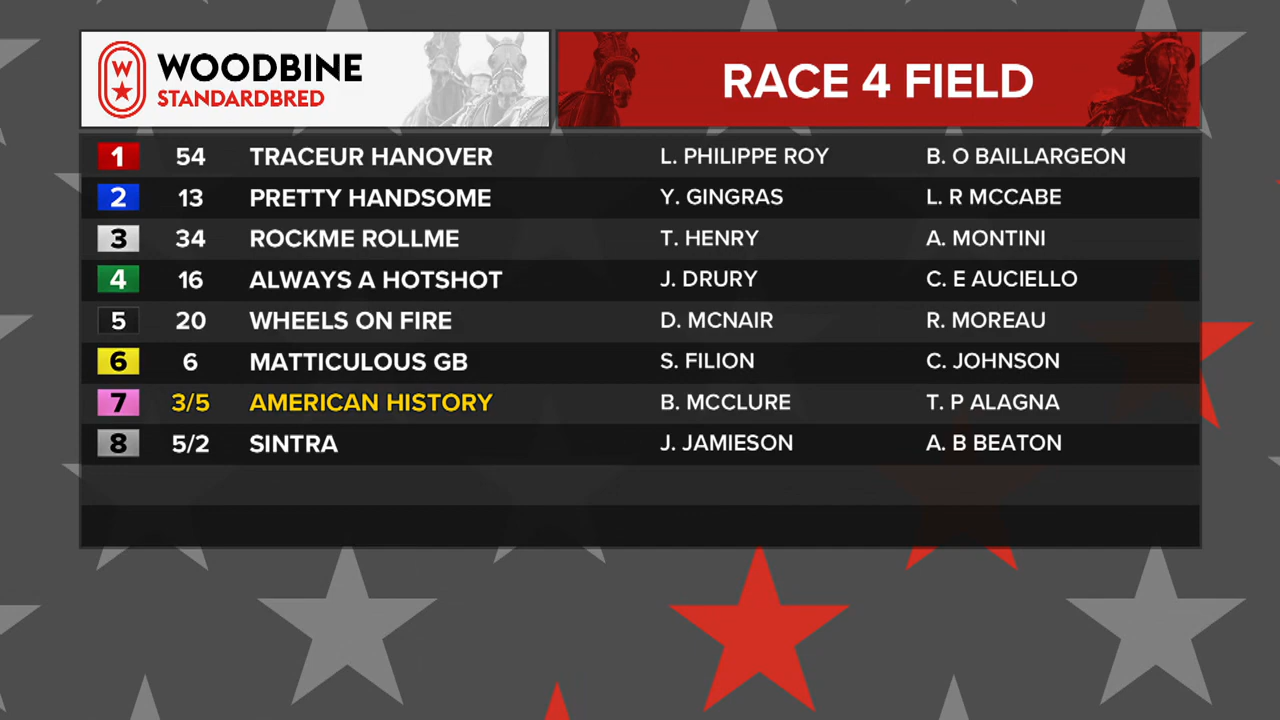 W WOODBINE
STANDARDBRED
RACE 4 FIELD
1 54 TRACEUR HANOVER L. PHILIPPE ROY B. O BAILLARGEON
2 13 PRETTY HANDSOME Y. GINGRAS L. R MCCABE
3 34 ROCKME ROLLME T. HENRY A. MONTINI
4 16 ALWAYS A HOTSHOT J. DRURY C. E AUCIELLO
5 20 WHEELS ON FIRE D. MCNAIR R. MOREAU
6 6 MATTICULOUS GB S. FILION C. JOHNSON
7 3/5 AMERICAN HISTORY B. MCCLURE T. P ALAGNA
8 5/2 SINTRA J. JAMIESON A. B BEATON